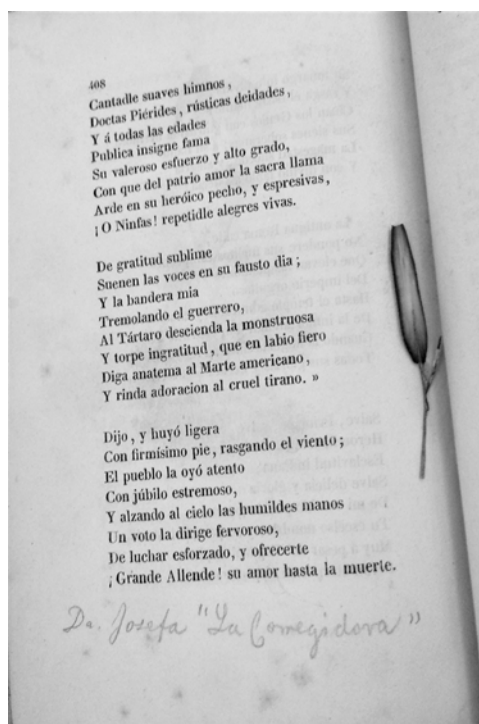 408
Cantadle suaves himnos,
Doctas Piérides, rústicas deidades,
Y á todas las edades
Publica insigne fama
Su valeroso esfuerzo y alto grado,
Con que del patrio amor la sacra llama
Arde en su heróico pecho, y espresivas,
¡O Ninfas! repetidle alegres vivas.
De gratitud sublime
Suenen las voces en su fausto dia;
Y la bandera mia
Tremolando el guerrero,
Al Tártaro descienda la monstruosa
Y torpe ingratitud, que en labio fiero
Diga anatema al Marte americano,
Y rinda adoracion al cruel tirano. »
Dijo, y huyó ligera
Con firmísimo pie, rasgando el viento;
El pueblo la oyó atento
Con júbilo estremoso,
Y alzando al cielo las humildes manos
Un voto la dirige fervoroso,
De luchar esforzado, y ofrecerte
¡Grande Allende! su amor hasta la muerte.
Da. Josefa "La Corregidora"